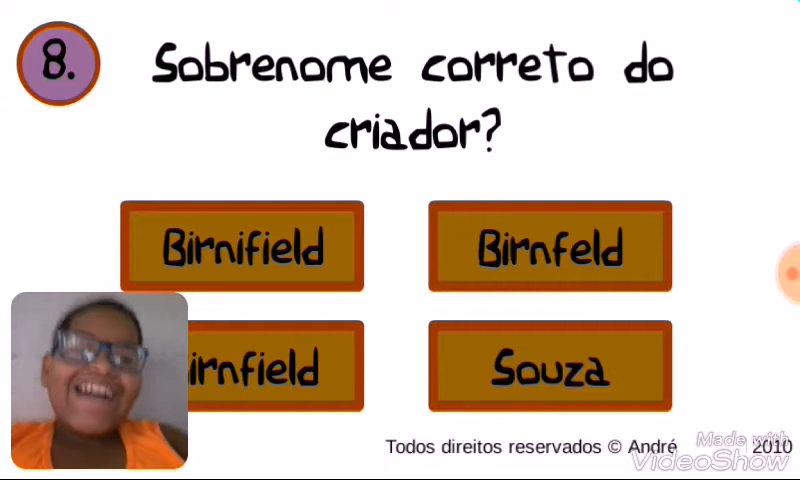 8.
Sobrenome correto do
criador?
Birnifield
Birnfeld
irnfield
Souza
Todos direitos reservados © André 2010
Made with
VideoShow